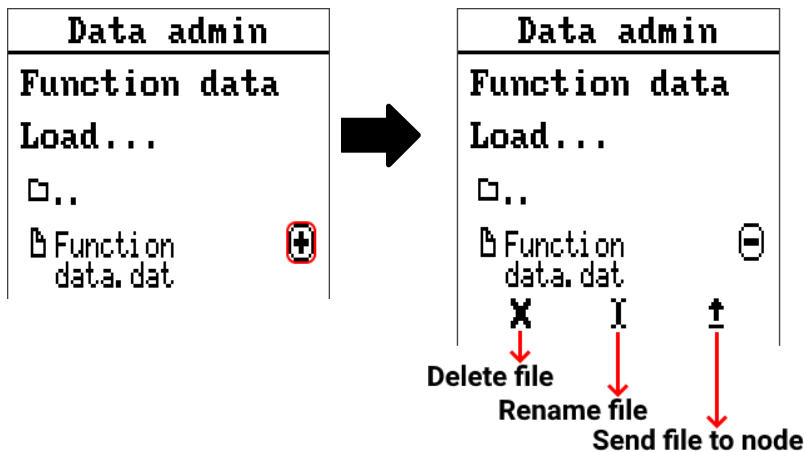 Data admin
Function data
Load...
..
Function
data.dat
Data admin
Function data
Load...
..
Function
data.dat
Delete file
Rename file
Send file to node